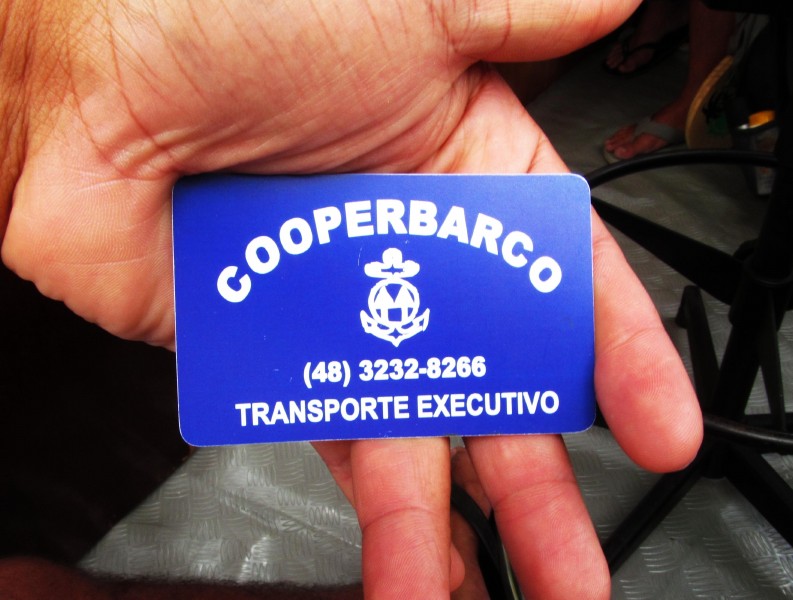 COOPERBARCO
(48) 3232-8266
TRANSPORTE EXECUTIVO